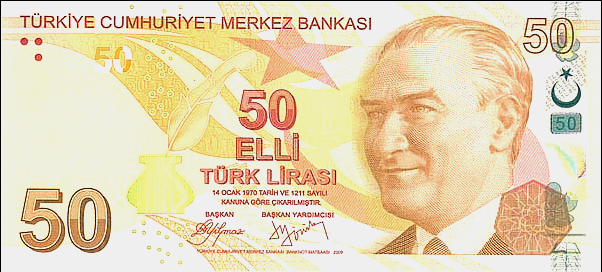 TÜRKİYE CUMHURİYET MERKEZ BANKASI
50
50
50
50
ELLİ
TÜRK LİRASI
14 OCAK 1970 TARİH VE 1211 SAYILI
KANUNA GÖRE ÇIKARILMIŞTIR.
BAŞKAN BAŞKAN YARDIMCISI
50
TÜRKİYE CUMHURİYET MERKEZ BANKASI BANKNOT MATBAASI 2009